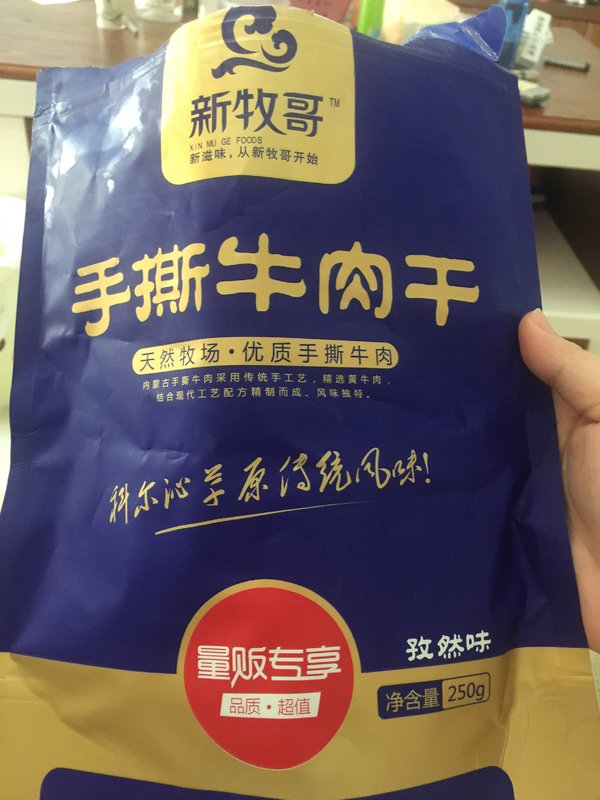 新牧哥™
XIN MU GE FOODS
新滋味，从新牧哥开始
手撕牛肉干
天然牧场·优质手撕牛肉
内蒙古手撕牛肉采用传统手工艺，精选黄牛肉，
结合现代工艺配方精制而成、风味独特。
科尔沁草原传统风味!
量贩专享
品质·超值
孜然味
净含量 250g